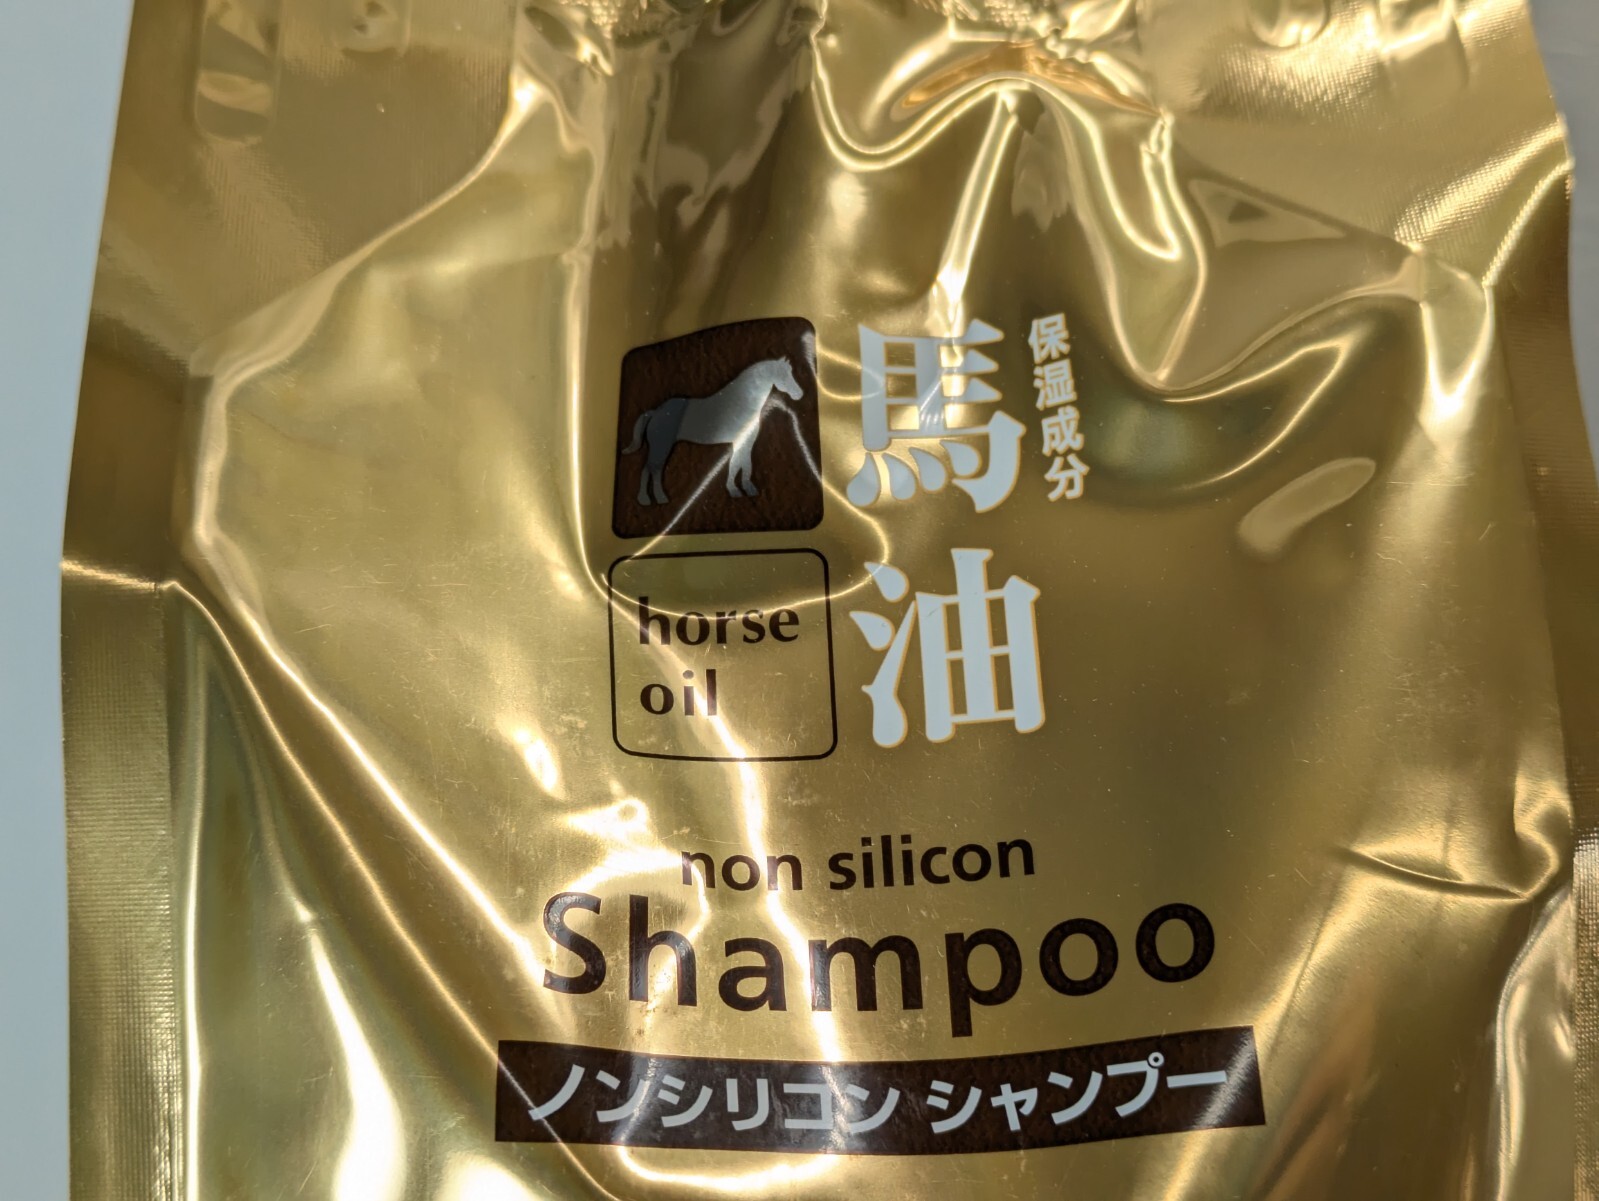 保温成分
馬油
horse
oil
non silicon
Shampoo
ノンシリコン シャンプー